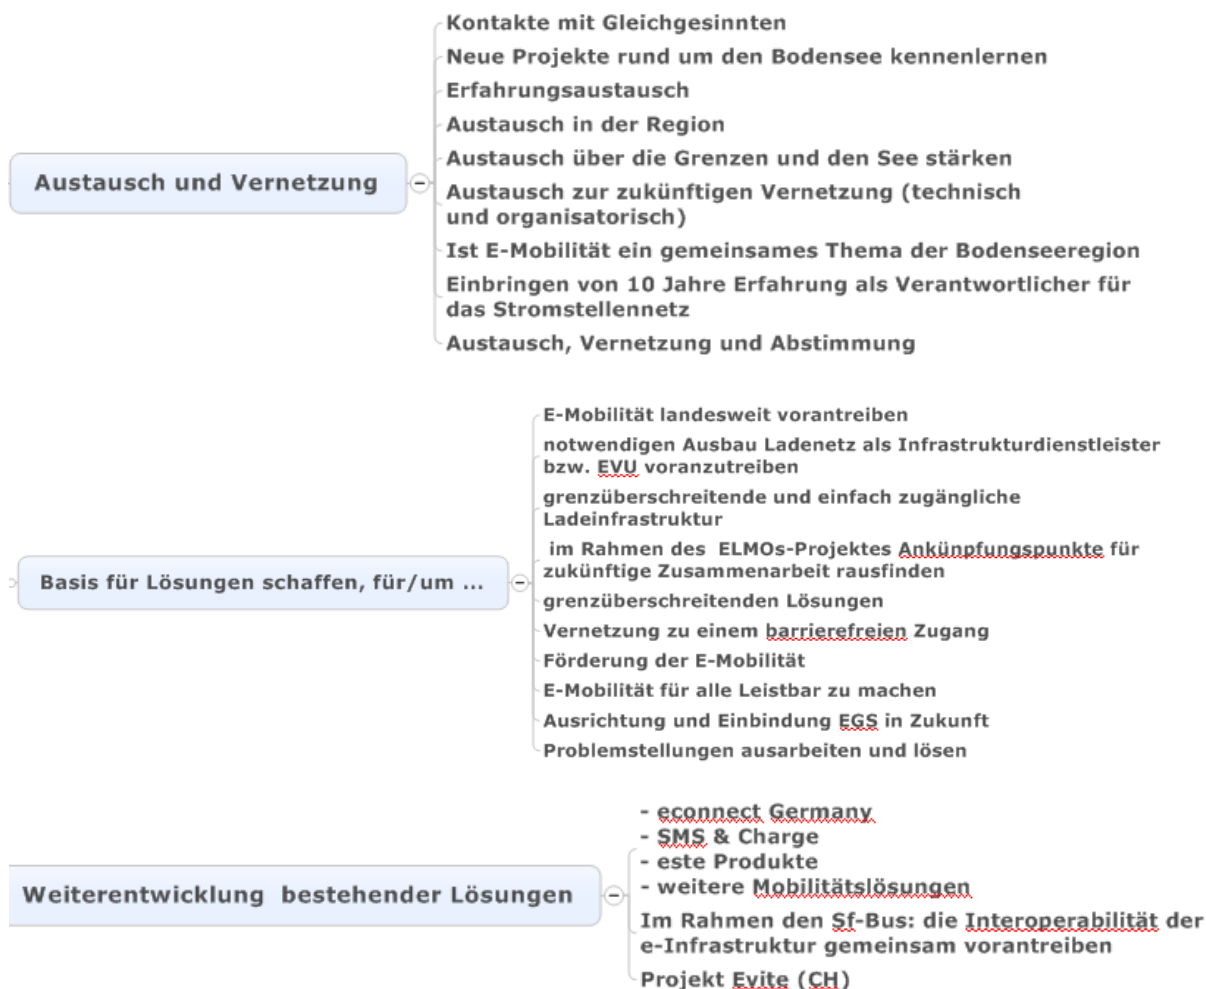 Kontakte mit Gleichgesinnten
Neue Projekte rund um den Bodensee kennenlernen
Erfahrungsaustausch
Austausch in der Region
Austausch über die Grenzen und den See stärken
Austausch und Vernetzung
Austausch zur zukünftigen Vernetzung (technisch
und organisatorisch)
Ist E-Mobilität ein gemeinsames Thema der Bodenseeregion
Einbringen von 10 Jahre Erfahrung als Verantwortlicher für
das Stromstellennetz
Austausch, Vernetzung und Abstimmung
E-Mobilität landesweit vorantreiben
notwendigen Ausbau Ladenetz als Infrastrukturdienstleister
bzw. EVU voranzutreiben
grenzüberschreitende und einfach zugängliche
Ladeinfrastruktur
im Rahmen des ELMOs-Projektes Ankünpfungspunkte für
zukünftige Zusammenarbeit rausfinden
Basis für Lösungen schaffen, für/um ...
grenzüberschreitenden Lösungen
Vernetzung zu einem barrierefreien Zugang
Förderung der E-Mobilität
E-Mobilität für alle Leistbar zu machen
Ausrichtung und Einbindung EGS in Zukunft
Problemstellungen ausarbeiten und lösen
- econnect Germany
- SMS & Charge
- este Produkte
- weitere Mobilitätslösungen
Weiterentwicklung bestehender Lösungen
Im Rahmen den Sf-Bus: die Interoperabilität der
e-Infrastruktur gemeinsam vorantreiben
Projekt Evite (CH)